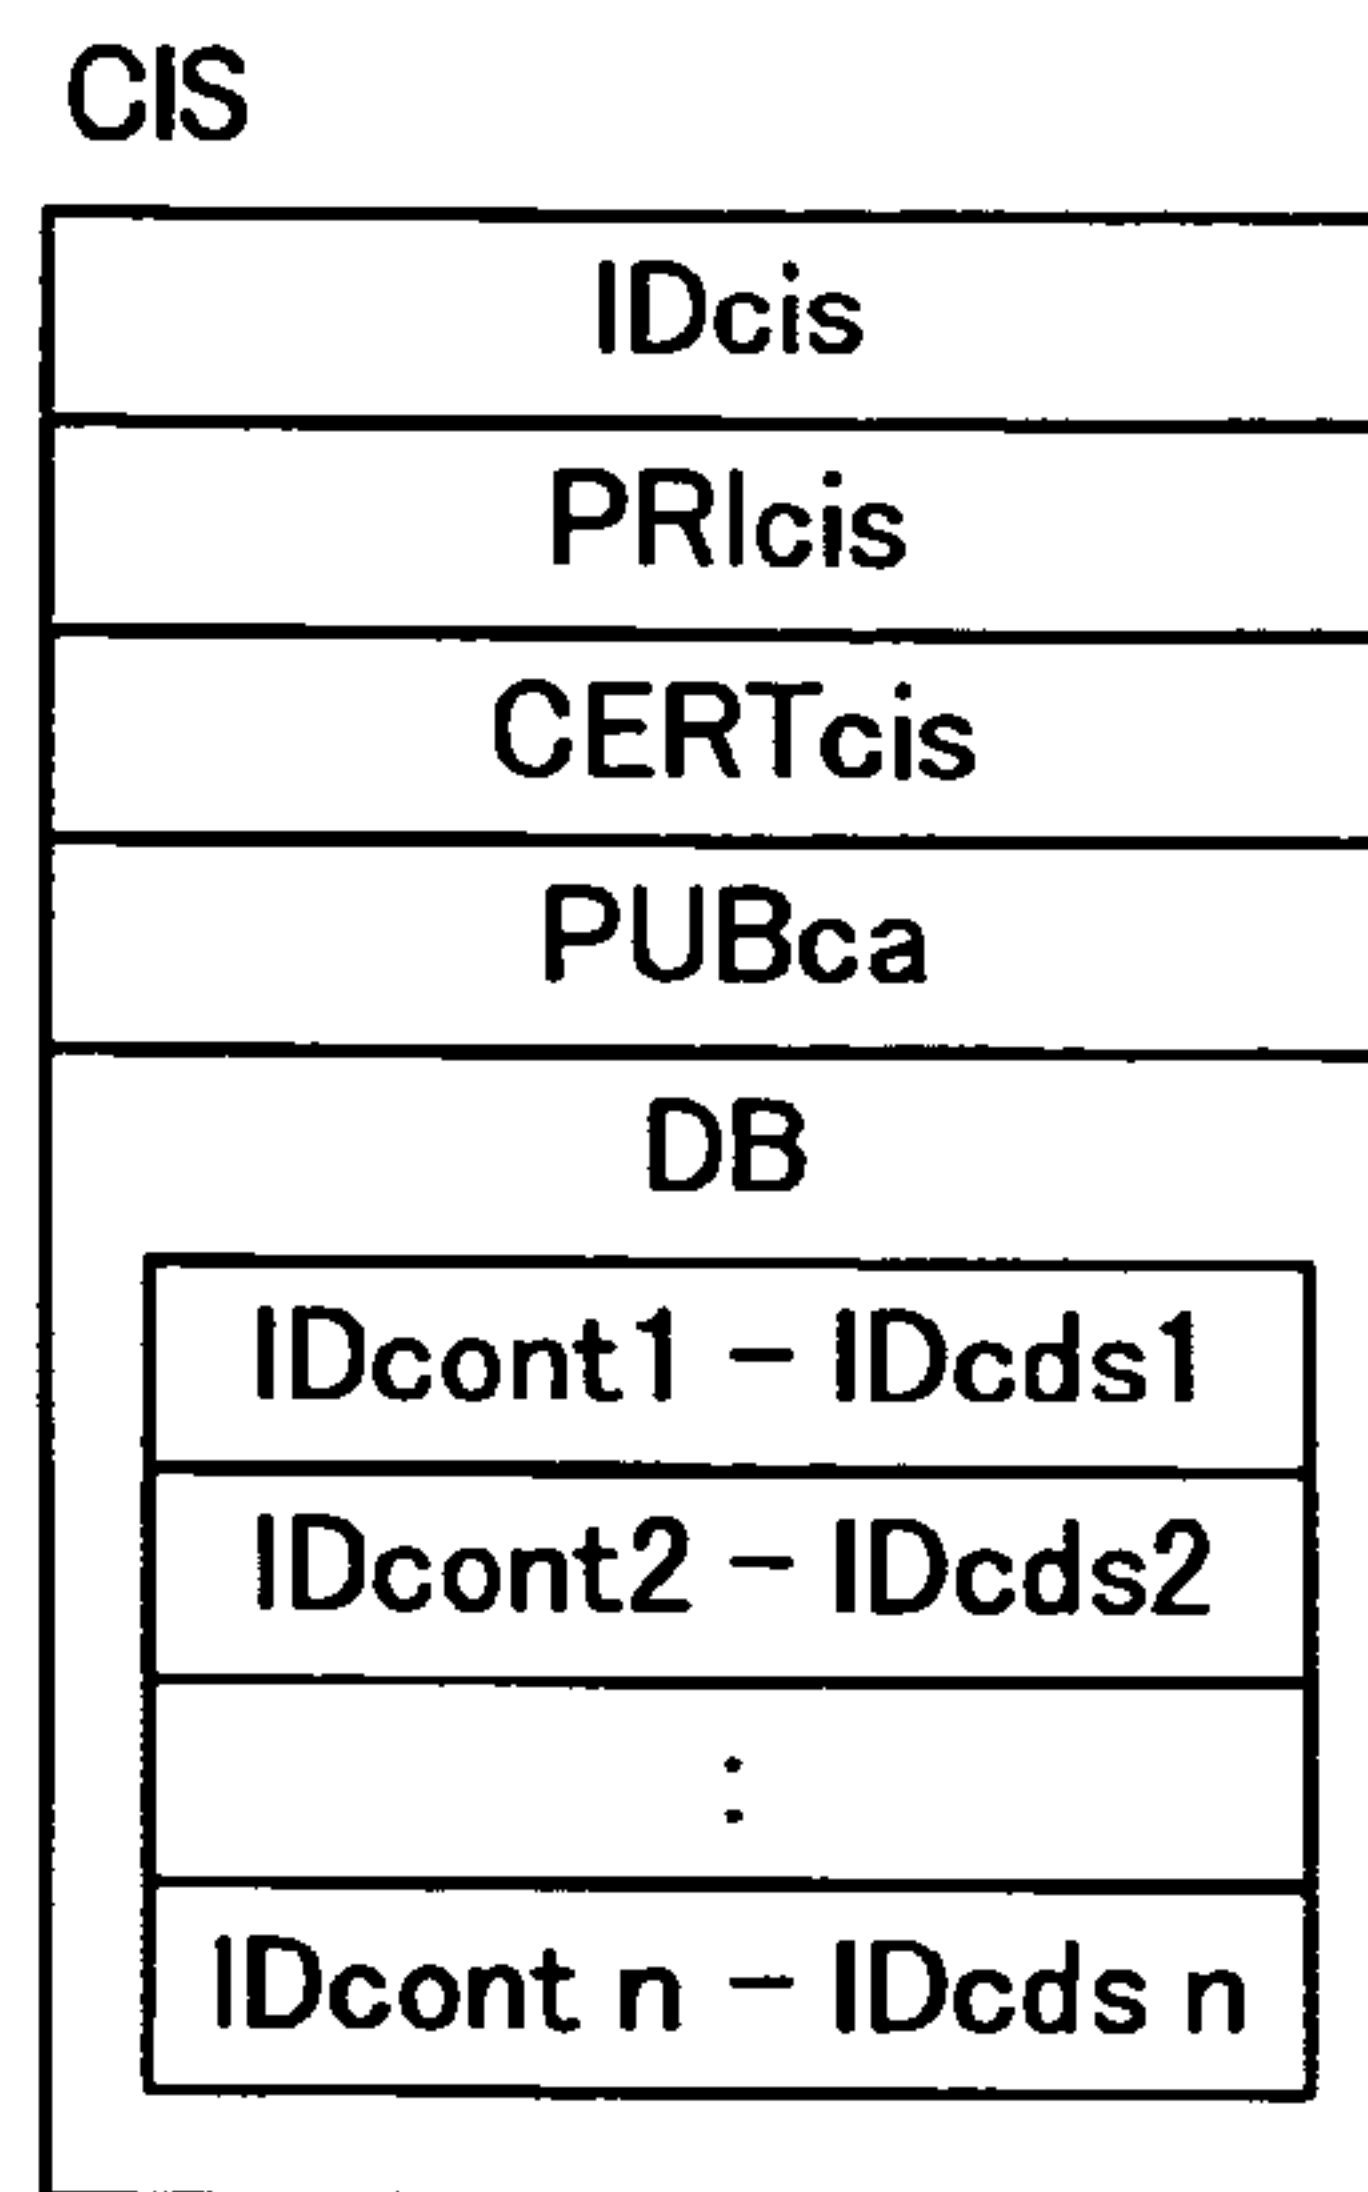 CIS
IDcis
PRIcis
CERTcis
PUBca
DB
IDcont1 - IDcds1
IDcont2 - IDcds2
:
IDcont n - IDcds n